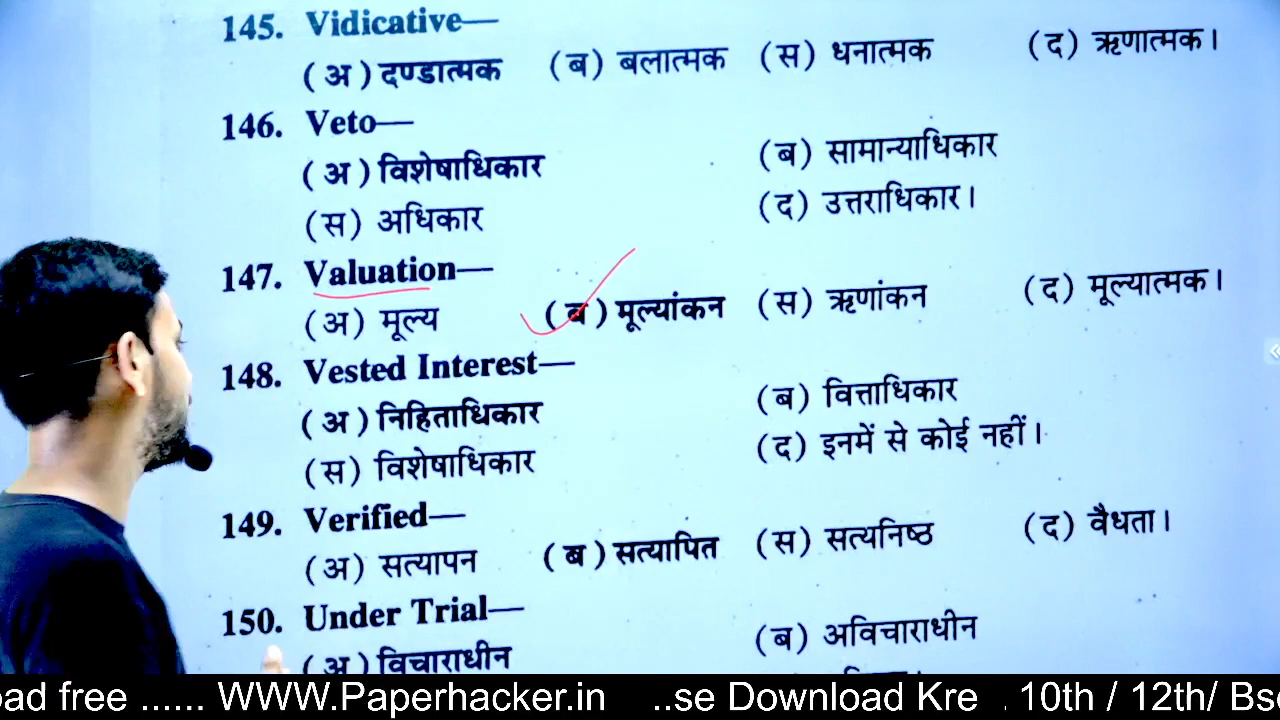 145. Vidicative—
(अ) दण्डात्मक (ब) बलात्मक (स) धनात्मक (द) ऋणात्मक।
146. Veto—
(अ) विशेषाधिकार (ब) सामान्याधिकार
(स) अधिकार (द) उत्तराधिकार।
147. Valuation—
(अ) मूल्य (ब) मूल्यांकन (स) ऋणांकन (द) मूल्यात्मक।
148. Vested Interest—
(अ) निहिताधिकार (ब) वित्ताधिकार
(स) विशेषाधिकार (द) इनमें से कोई नहीं।
149. Verified—
(अ) सत्यापन (ब) सत्यापित (स) सत्यनिष्ठ (द) वैधता।
150. Under Trial—
(अ) विचाराधीन (ब) अविचाराधीन
oad free ...... WWW.Paperhacker.in ..se Download Kre . 10th / 12th/ Bs